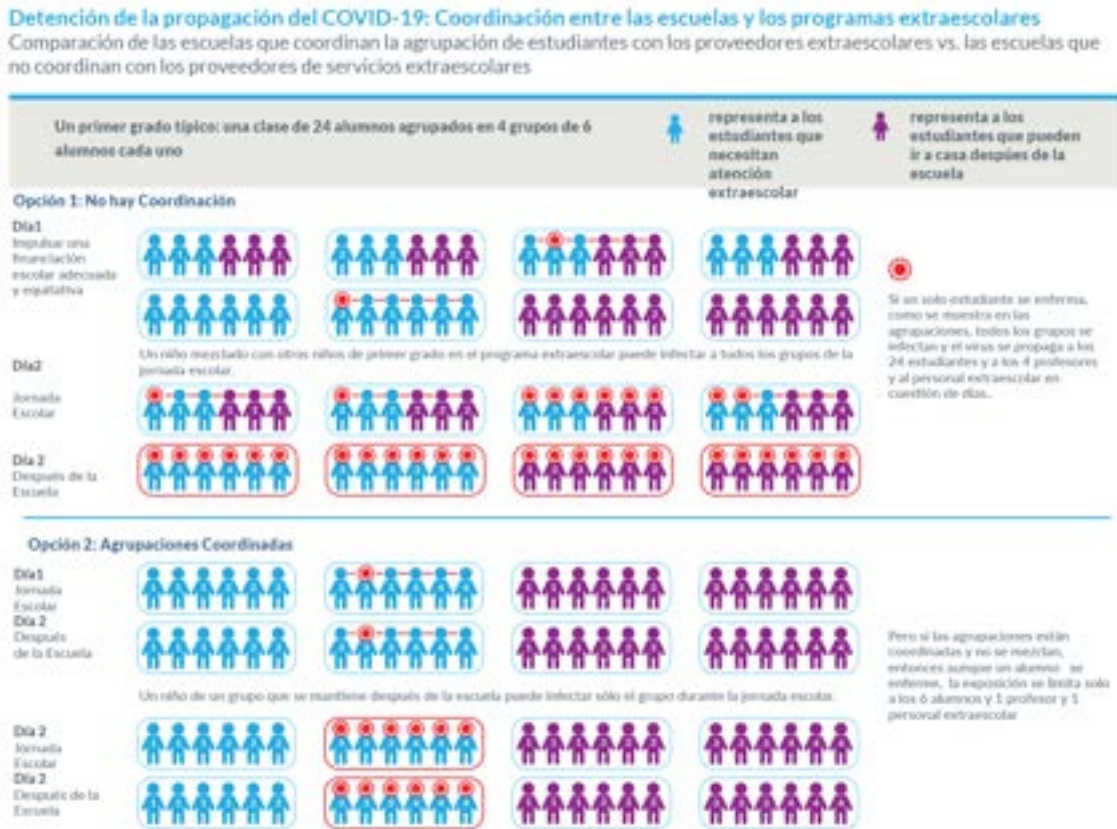 Detención de la propagación del COVID-19: Coordinación entre las escuelas y los programas extraescolares
Comparación de las escuelas que coordinan la agrupación de estudiantes con los proveedores extraescolares vs. las escuelas que
no coordinan con los proveedores de servicios extraescolares
Un primer grado típico: una clase de 24 alumnos agrupados en 4 grupos de 6
alumnos cada uno
representa a los
estudiantes que
necesitan
atención
extraescolar
representa a los
estudiantes que pueden
ir a casa despúes de la
escuela
Opción 1: No hay Coordinación
Día1
Impulsar una
financiación
escolar adecuada
y equitativa
Si un solo estudiante se enferma,
como se muestra en las
agrupaciones, todos los grupos se
infectan y el virus se propaga a los
24 estudiantes y a los 4 profesores
y al personal extraescolar en
cuestión de días..
Un niño mezclado con otros niños de primer grado en el programa extraescolar puede infectar a todos los grupos de la
jornada escolar.
Día2
Jornada
Escolar
Día 2
Después de la
Escuela
Opción 2: Agrupaciones Coordinadas
Día1
Jornada
Escolar
Día 2
Después
de la Escuela
Pero si las agrupaciones están
coordinadas y no se mezclan,
entonces aunque un alumno se
enferme, la exposición se limita solo
a los 6 alumnos y 1 profesor y 1
personal extraescolar
Un niño de un grupo que se mantiene después de la escuela puede infectar sólo el grupo durante la jornada escolar.
Día 2
Jornada
Escolar
Día 2
Después de la
Escuela